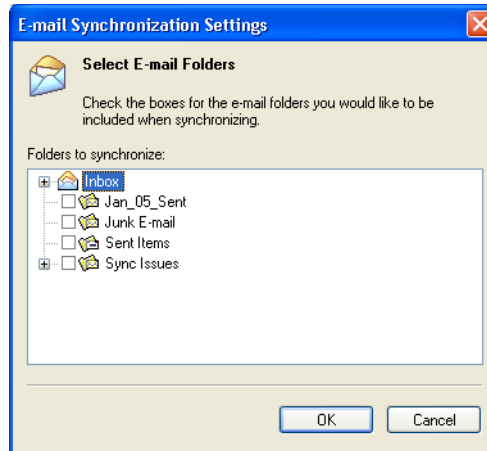 E-mail Synchronization Settings
Select E-mail Folders
Check the boxes for the e-mail folders you would like to be
included when synchronizing.
Folders to synchronize:
Inbox
Jan_05_Sent
Junk E-mail
Sent Items
Sync Issues
OK Cancel